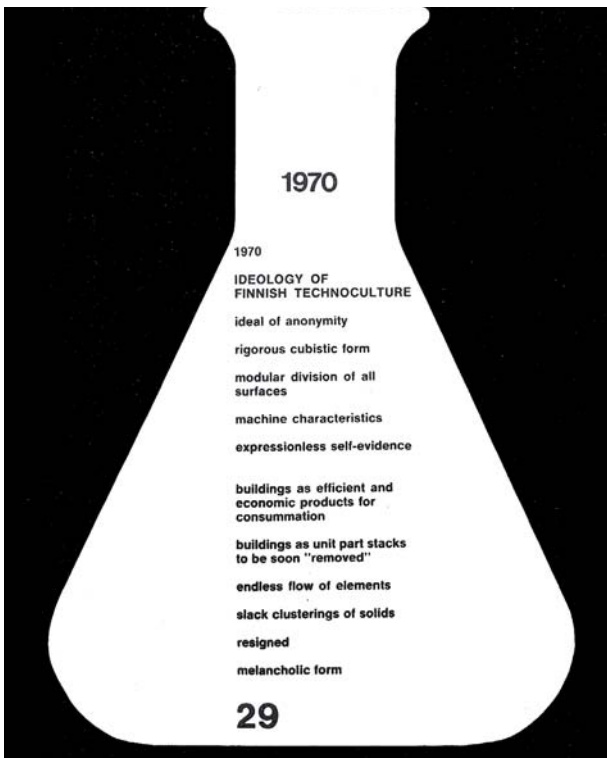 1970
1970
IDEOLOGY OF
FINNISH TECHNOCULTURE
ideal of anonymity
rigorous cubistic form
modular division of all
surfaces
machine characteristics
expressionless self-evidence
buildings as efficient and
economic products for
consummation
buildings as unit part stacks
to be soon "removed"
endless flow of elements
slack clusterings of solids
resigned
melancholic form
29